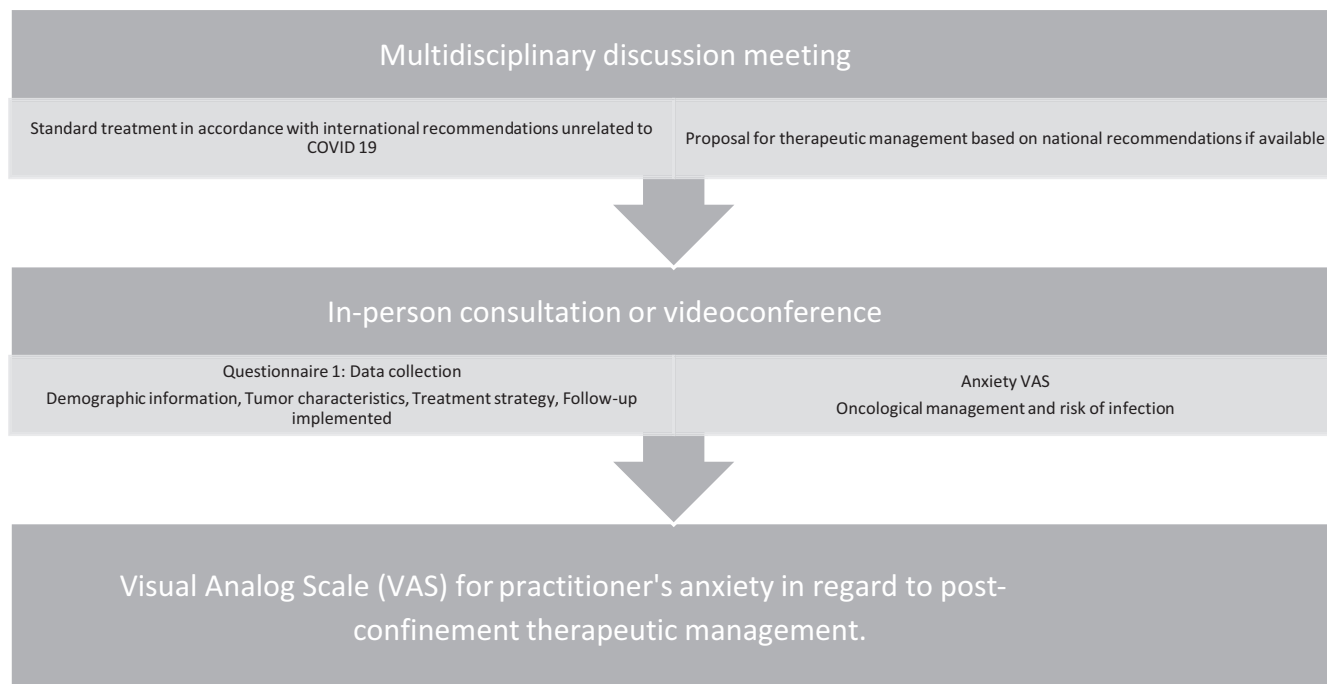 Multidisciplinary discussion meeting
Standard treatment in accordance with international recommendations unrelated to
COVID 19
Proposal for therapeutic management based on national recommendations if available
In-person consultation or videoconference
Questionnaire 1: Data collection
Demographic information, Tumor characteristics, Treatment strategy, Follow-up
implemented
Anxiety VAS
Oncological management and risk of infection
Visual Analog Scale (VAS) for practitioner's anxiety in regard to post-
confinement therapeutic management.